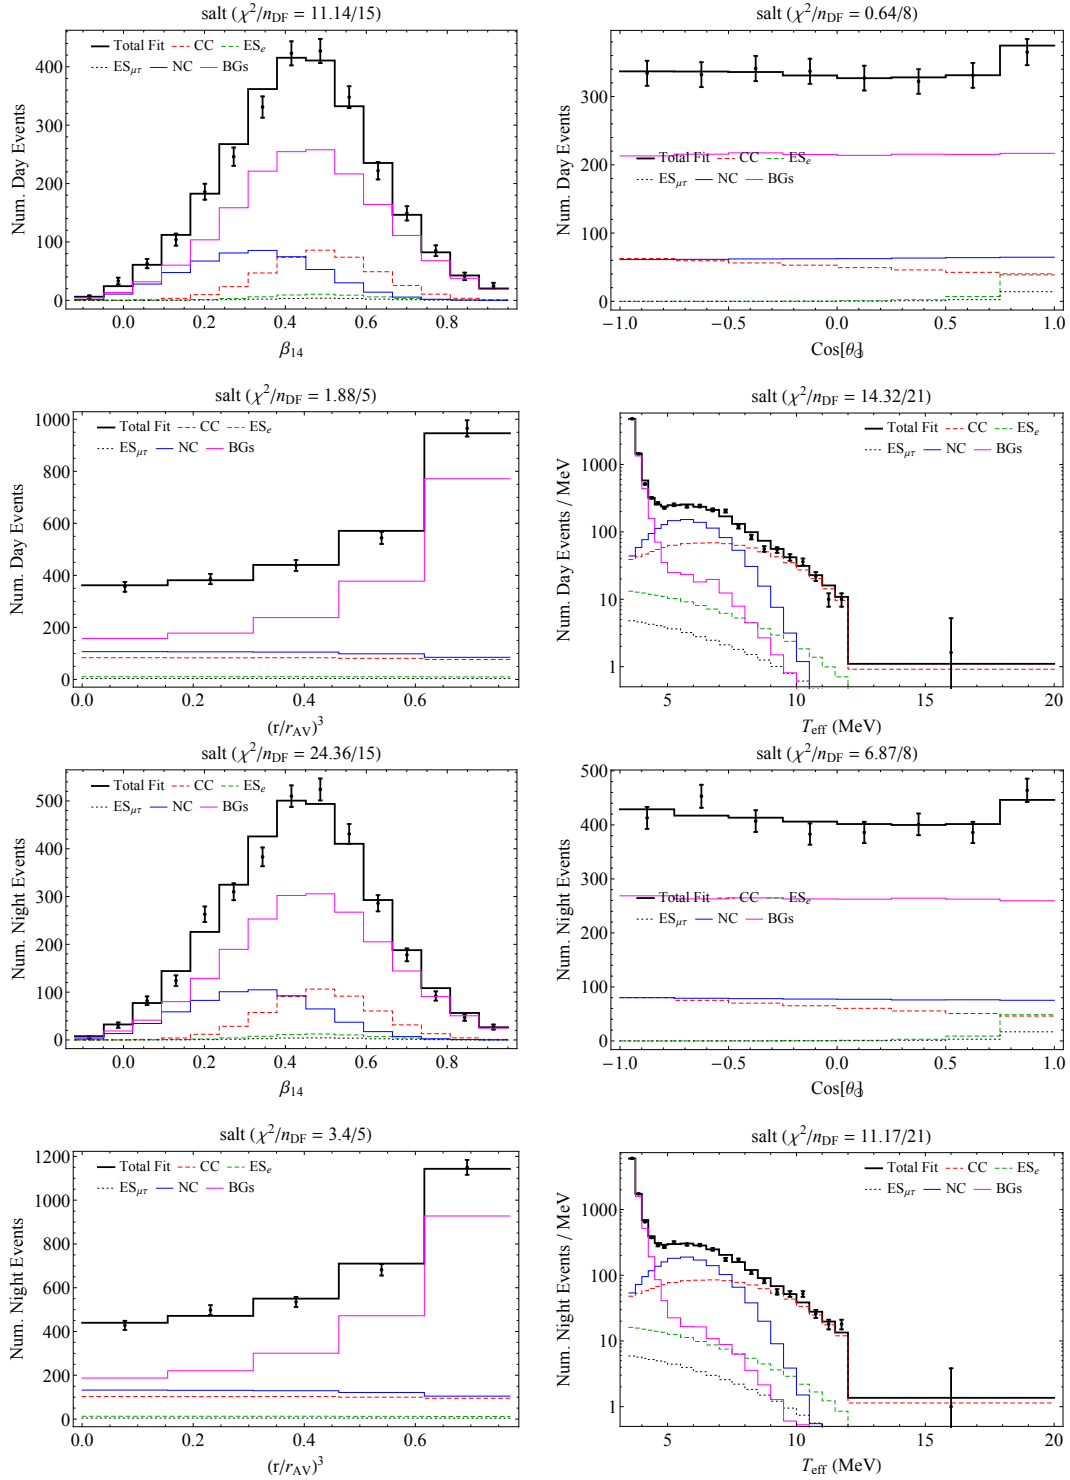 salt (χ²/nDF = 11.14/15)
Total Fit CC ESe
ESμτ NC BGs
Num. Day Events
400
300
200
100
0
0.0 0.2 0.4 0.6 0.8
β14
salt (χ²/nDF = 0.64/8)
Num. Day Events
300
200
100
0
Total Fit CC ESe
ESμτ NC BGs
−1.0 −0.5 0.0 0.5 1.0
Cos[θ⊙]
salt (χ²/nDF = 1.88/5)
Total Fit CC ESe
ESμτ NC BGs
Num. Day Events
1000
800
600
400
200
0
0.0 0.2 0.4 0.6
(r/rAV)³
salt (χ²/nDF = 14.32/21)
Total Fit CC ESe
ESμτ NC BGs
Num. Day Events / MeV
1000
100
10
1
5 10 15 20
Teff (MeV)
salt (χ²/nDF = 24.36/15)
Total Fit CC ESe
ESμτ NC BGs
Num. Night Events
500
400
300
200
100
0
0.0 0.2 0.4 0.6 0.8
β14
salt (χ²/nDF = 6.87/8)
Num. Night Events
500
400
300
200
100
0
Total Fit CC ESe
ESμτ NC BGs
−1.0 −0.5 0.0 0.5 1.0
Cos[θ⊙]
salt (χ²/nDF = 3.4/5)
Total Fit CC ESe
ESμτ NC BGs
Num. Night Events
1200
1000
800
600
400
200
0
0.0 0.2 0.4 0.6
(r/rAV)³
salt (χ²/nDF = 11.17/21)
Total Fit CC ESe
ESμτ NC BGs
Num. Night Events / MeV
1000
100
10
1
5 10 15 20
Teff (MeV)